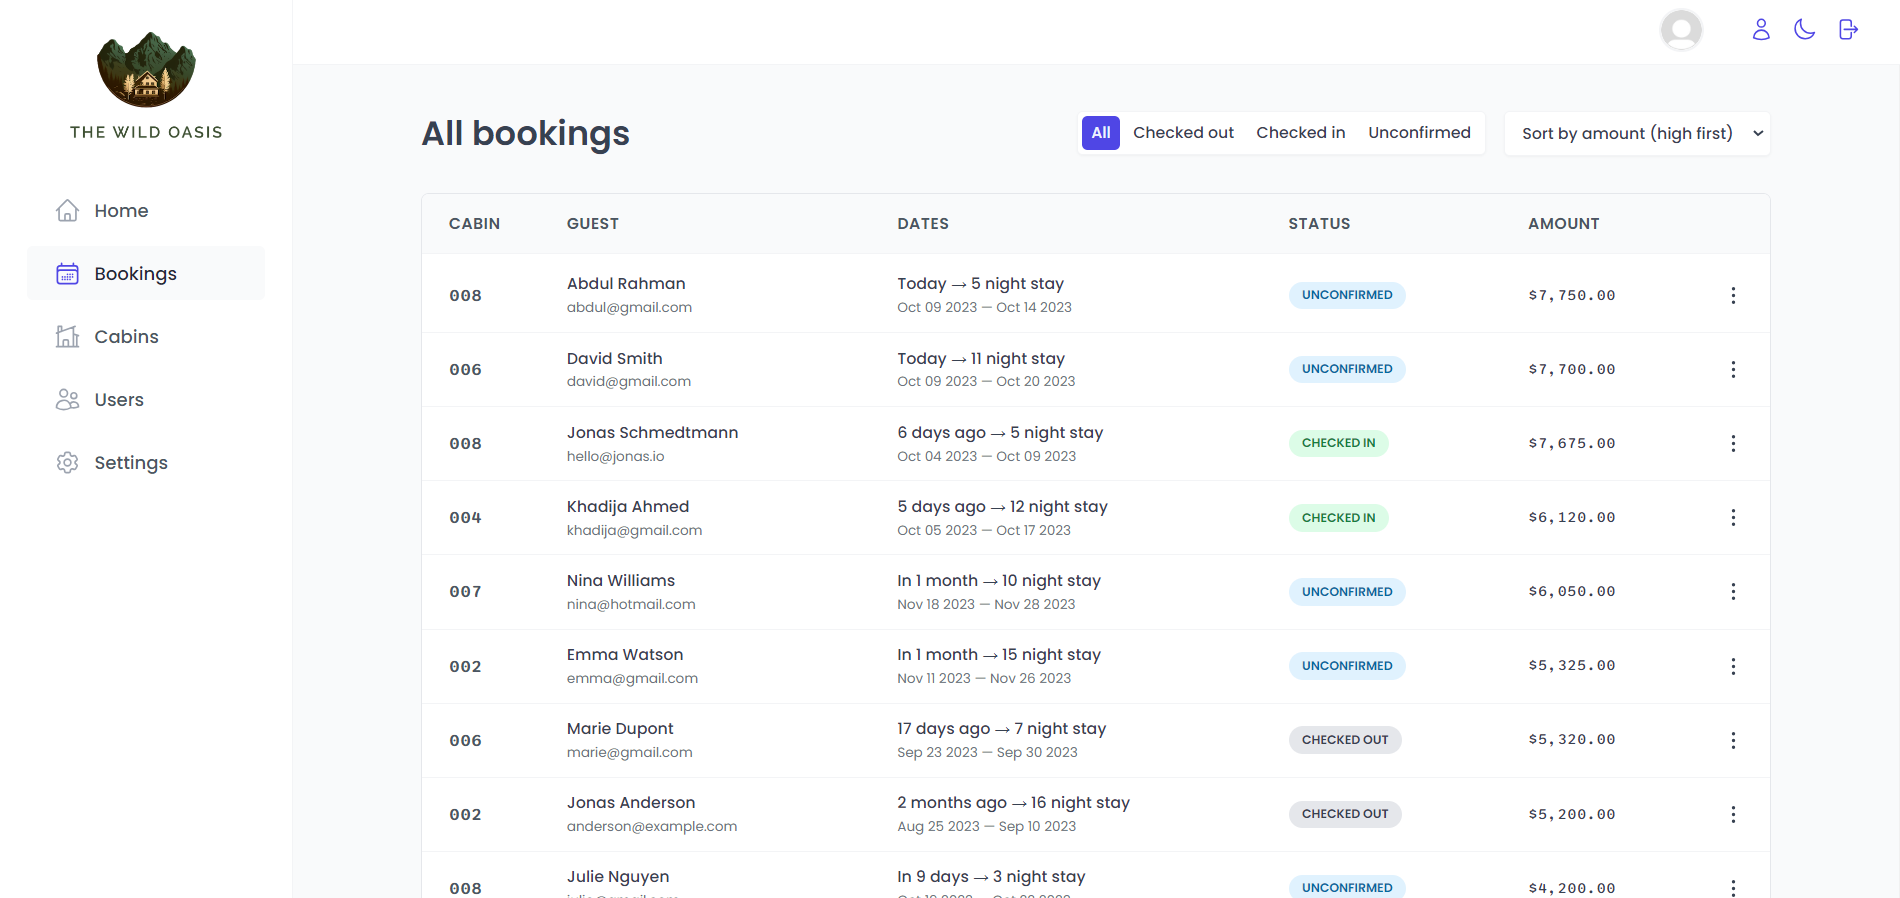 THE WILD OASIS
Home
Bookings
Cabins
Users
Settings
All bookings
All Checked out Checked in Unconfirmed
Sort by amount (high first)
CABIN GUEST DATES STATUS AMOUNT
008 Abdul Rahman Today → 5 night stay UNCONFIRMED $7,750.00
abdul@gmail.com Oct 09 2023 — Oct 14 2023
006 David Smith Today → 11 night stay UNCONFIRMED $7,700.00
david@gmail.com Oct 09 2023 — Oct 20 2023
008 Jonas Schmedtmann 6 days ago → 5 night stay CHECKED IN $7,675.00
hello@jonas.io Oct 04 2023 — Oct 09 2023
004 Khadija Ahmed 5 days ago → 12 night stay CHECKED IN $6,120.00
khadija@gmail.com Oct 05 2023 — Oct 17 2023
007 Nina Williams In 1 month → 10 night stay UNCONFIRMED $6,050.00
nina@hotmail.com Nov 18 2023 — Nov 28 2023
002 Emma Watson In 1 month → 15 night stay UNCONFIRMED $5,325.00
emma@gmail.com Nov 11 2023 — Nov 26 2023
006 Marie Dupont 17 days ago → 7 night stay CHECKED OUT $5,320.00
marie@gmail.com Sep 23 2023 — Sep 30 2023
002 Jonas Anderson 2 months ago → 16 night stay CHECKED OUT $5,200.00
anderson@example.com Aug 25 2023 — Sep 10 2023
008 Julie Nguyen In 9 days → 3 night stay UNCONFIRMED $4,200.00